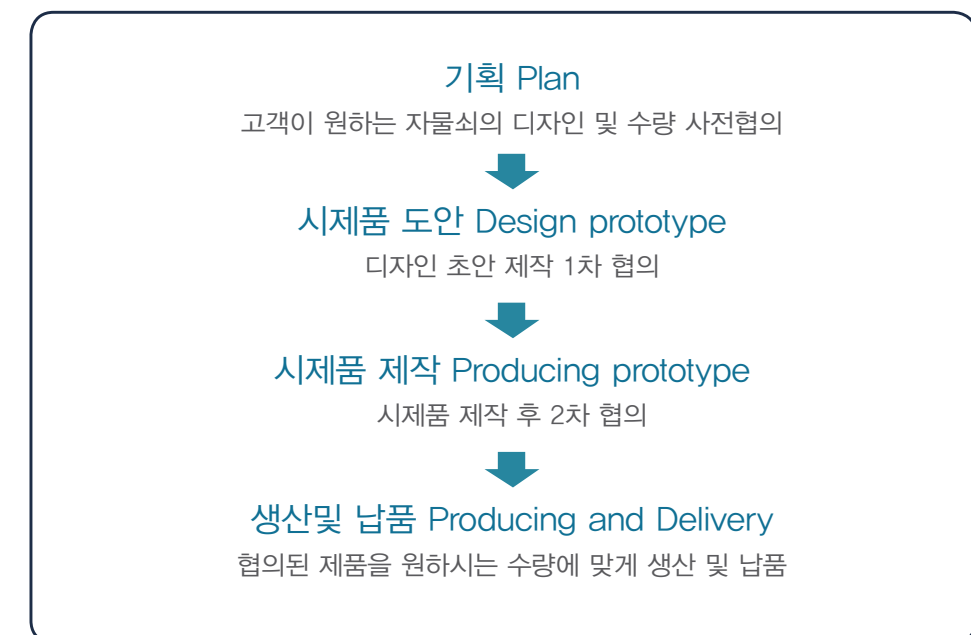 기획 Plan
고객이 원하는 자물쇠의 디자인 및 수량 사전협의
시제품 도안 Design prototype
디자인 초안 제작 1차 협의
시제품 제작 Producing prototype
시제품 제작 후 2차 협의
생산및 납품 Producing and Delivery
협의된 제품을 원하시는 수량에 맞게 생산 및 납품